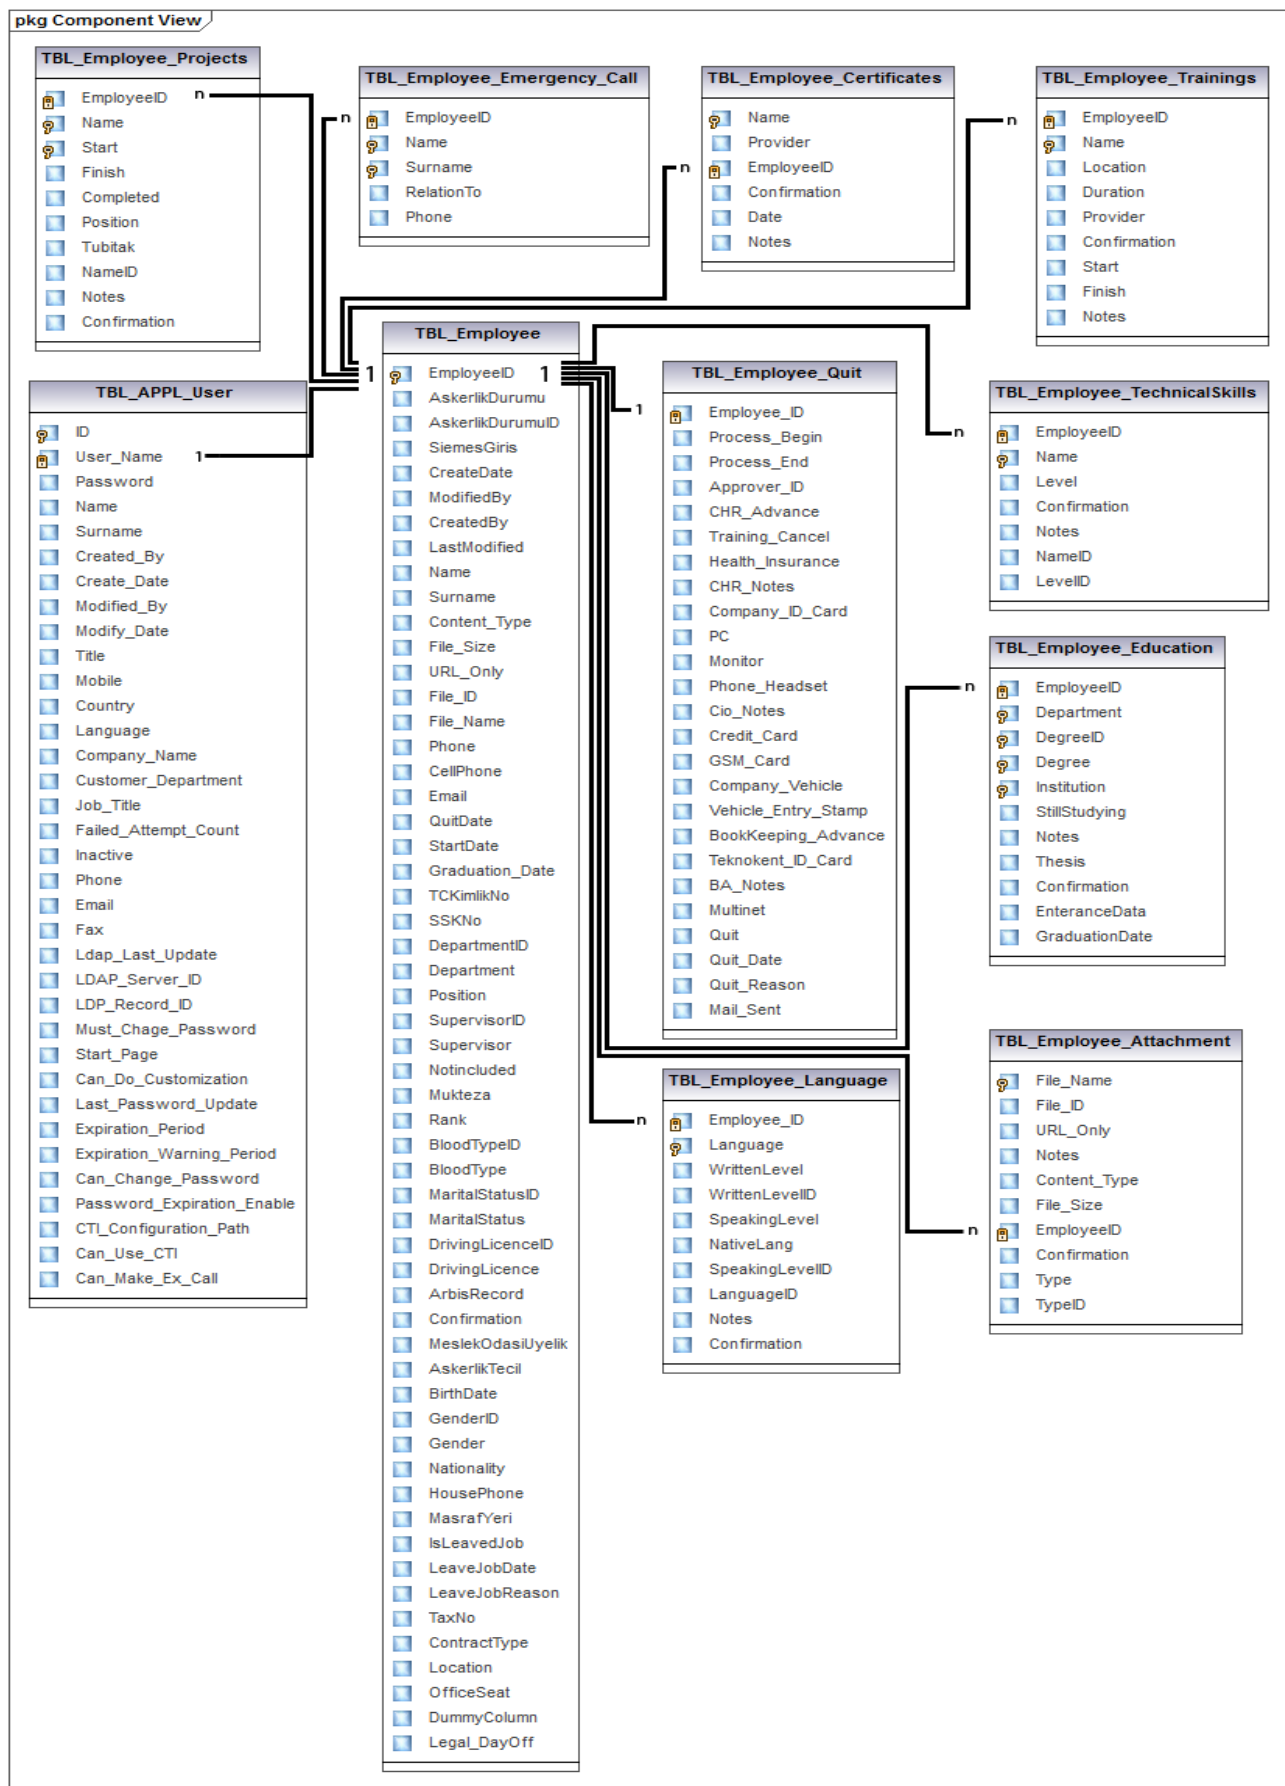 pkg Component View
TBL_Employee_Projects
EmployeeID
n
Name
Start
Finish
Completed
Position
Tubitak
NameID
Notes
Confirmation
TBL_Employee_Emergency_Call
n
EmployeeID
Name
Surname
RelationTo
Phone
TBL_Employee_Certificates
Name
Provider
n
EmployeeID
Confirmation
Date
Notes
TBL_Employee_Trainings
n
EmployeeID
Name
Location
Duration
Provider
Confirmation
Start
Finish
Notes
TBL_APPL_User
ID
User_Name
1
Password
Name
Surname
Created_By
Create_Date
Modified_By
Modify_Date
Title
Mobile
Country
Language
Company_Name
Customer_Department
Job_Title
Failed_Attempt_Count
Inactive
Phone
Email
Fax
Ldap_Last_Update
LDAP_Server_ID
LDP_Record_ID
Must_Chage_Password
Start_Page
Can_Do_Customization
Last_Password_Update
Expiration_Period
Expiration_Warning_Period
Can_Change_Password
Password_Expiration_Enable
CTI_Configuration_Path
Can_Use_CTI
Can_Make_Ex_Call
TBL_Employee
1
EmployeeID
1
AskerlikDurumu
AskerlikDurumuID
SiemesGiris
CreateDate
ModifiedBy
CreatedBy
LastModified
Name
Surname
Content_Type
File_Size
URL_Only
File_ID
File_Name
Phone
CellPhone
Email
QuitDate
StartDate
Graduation_Date
TCKimlikNo
SSKNo
DepartmentID
Department
Position
SupervisorID
Supervisor
Notincluded
Mukteza
Rank
BloodTypeID
BloodType
MaritalStatusID
MaritalStatus
DrivingLicenceID
DrivingLicence
ArbisRecord
Confirmation
MeslekOdasiUyelik
AskerlikTecil
BirthDate
GenderID
Gender
Nationality
HousePhone
MasrafYeri
IsLeavedJob
LeaveJobDate
LeaveJobReason
TaxNo
ContractType
Location
OfficeSeat
DummyColumn
Legal_DayOff
TBL_Employee_Quit
1
Employee_ID
Process_Begin
Process_End
Approver_ID
CHR_Advance
Training_Cancel
Health_Insurance
CHR_Notes
Company_ID_Card
PC
Monitor
Phone_Headset
Cio_Notes
Credit_Card
GSM_Card
Company_Vehicle
Vehicle_Entry_Stamp
BookKeeping_Advance
Teknokent_ID_Card
BA_Notes
Multinet
Quit
Quit_Date
Quit_Reason
Mail_Sent
TBL_Employee_Language
n
Employee_ID
Language
WrittenLevel
WrittenLevelID
SpeakingLevel
NativeLang
SpeakingLevelID
LanguageID
Notes
Confirmation
TBL_Employee_TechnicalSkills
n
EmployeeID
Name
Level
Confirmation
Notes
NameID
LevelID
TBL_Employee_Education
n
EmployeeID
Department
DegreeID
Degree
Institution
StillStudying
Notes
Thesis
Confirmation
EnteranceData
GraduationDate
TBL_Employee_Attachment
File_Name
File_ID
URL_Only
Notes
Content_Type
File_Size
n
EmployeeID
Confirmation
Type
TypeID